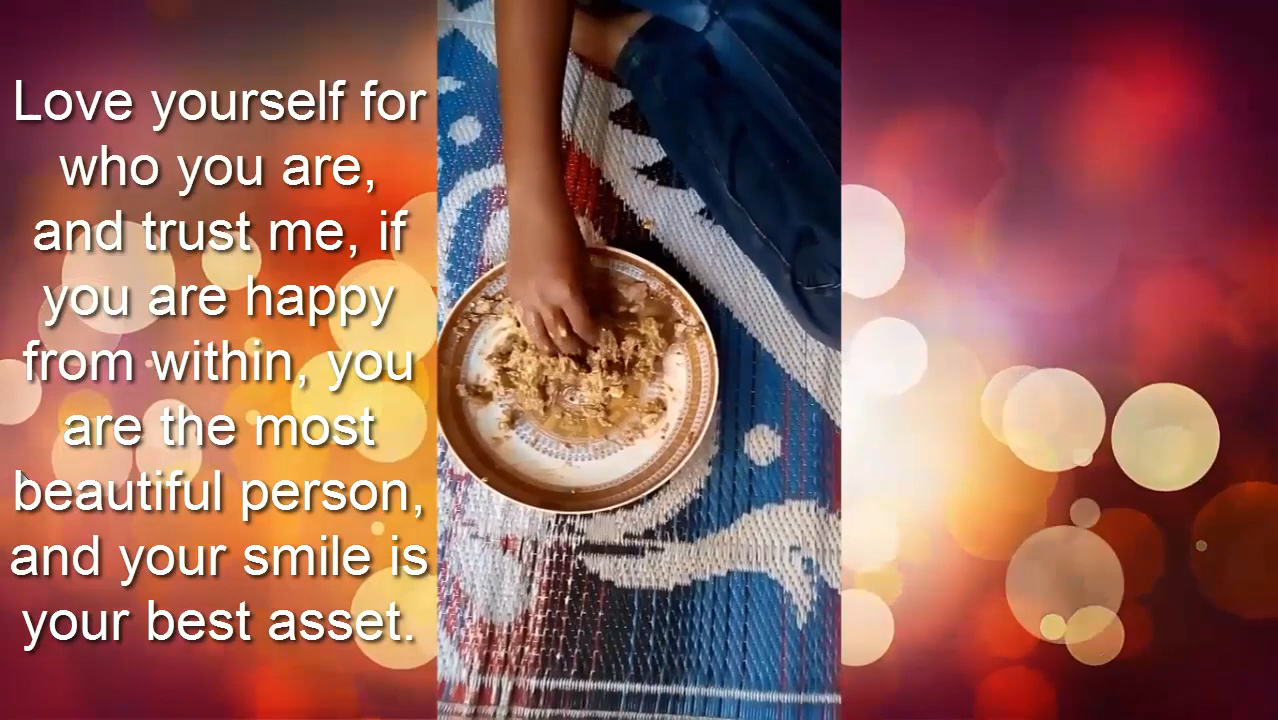 Love yourself for
who you are,
and trust me, if
you are happy
from within, you
are the most
beautiful person,
and your smile is
your best asset.